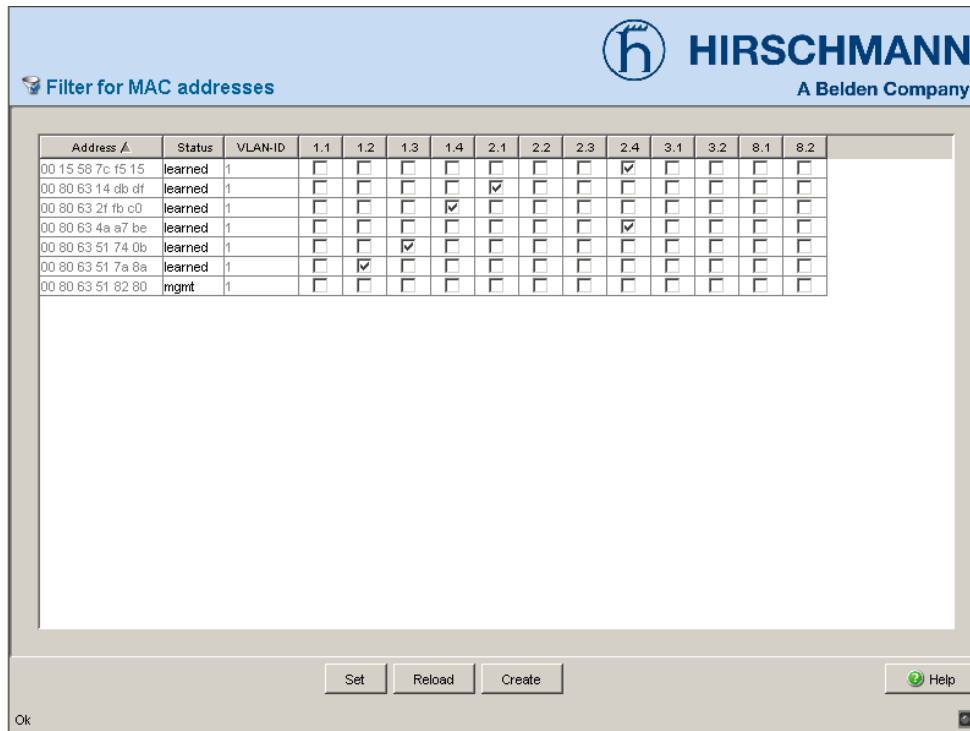 HIRSCHMANN
Filter for MAC addresses
A Belden Company
Address Status VLAN-ID 1.1 1.2 1.3 1.4 2.1 2.2 2.3 2.4 3.1 3.2 8.1 8.2
00 15 58 7c f5 15 learned 1
00 80 63 14 db df learned 1
00 80 63 2f fb c0 learned 1
00 80 63 4a a7 be learned 1
00 80 63 51 74 0b learned 1
00 80 63 51 7a 8a learned 1
00 80 63 51 82 80 mgmt 1
Set Reload Create Help
Ok